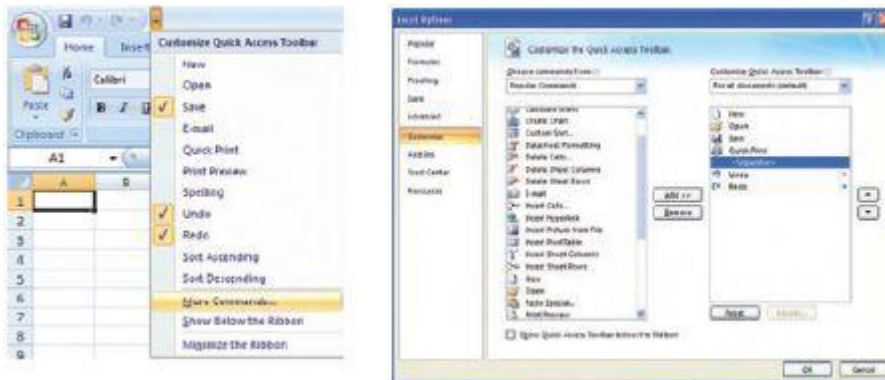 Home Insert
Paste
Calibri
B I U
Clipboard
A1
A B
1
2
3
4
5
6
7
8
9
Customize Quick Access Toolbar
New
Open
Save
E-mail
Quick Print
Print Preview
Spelling
Undo
Redo
Sort Ascending
Sort Descending
More Commands...
Show Below the Ribbon
Minimize the Ribbon
Excel Options
Popular
Formulas
Proofing
Save
Advanced
Customize
Add-Ins
Trust Center
Resources
Customize the Quick Access Toolbar.
Choose commands from:
Popular Commands
Create Chart
Custom Sort...
Delete Cells...
Delete Sheet Columns
Delete Sheet Rows
E-mail
Insert Cells...
Insert Hyperlink
Insert Picture from File
Insert PivotTable
Insert Sheet Columns
Insert Sheet Rows
New
Open
Paste Special...
Print Preview
Add >>
Remove
Customize Quick Access Toolbar:
For all documents (default)
New
Open
Save
Quick Print
<Separator>
Undo
Redo
Reset
Show Quick Access Toolbar below the Ribbon
OK Cancel